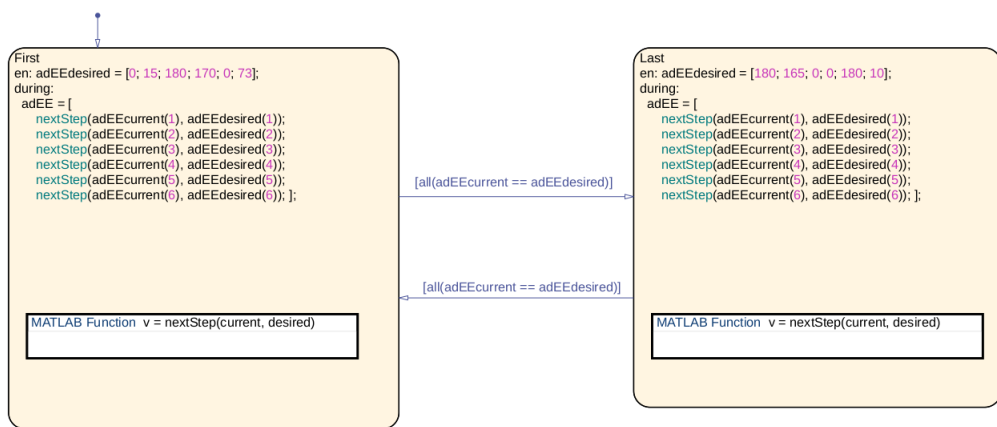 First
en: adEEdesired = [0; 15; 180; 170; 0; 73];
during:
adEE = [
nextStep(adEEcurrent(1), adEEdesired(1));
nextStep(adEEcurrent(2), adEEdesired(2));
nextStep(adEEcurrent(3), adEEdesired(3));
nextStep(adEEcurrent(4), adEEdesired(4));
nextStep(adEEcurrent(5), adEEdesired(5));
nextStep(adEEcurrent(6), adEEdesired(6)); ];
MATLAB Function v = nextStep(current, desired)
[all(adEEcurrent == adEEdesired)]
[all(adEEcurrent == adEEdesired)]
Last
en: adEEdesired = [180; 165; 0; 0; 180; 10];
during:
adEE = [
nextStep(adEEcurrent(1), adEEdesired(1));
nextStep(adEEcurrent(2), adEEdesired(2));
nextStep(adEEcurrent(3), adEEdesired(3));
nextStep(adEEcurrent(4), adEEdesired(4));
nextStep(adEEcurrent(5), adEEdesired(5));
nextStep(adEEcurrent(6), adEEdesired(6)); ];
MATLAB Function v = nextStep(current, desired)